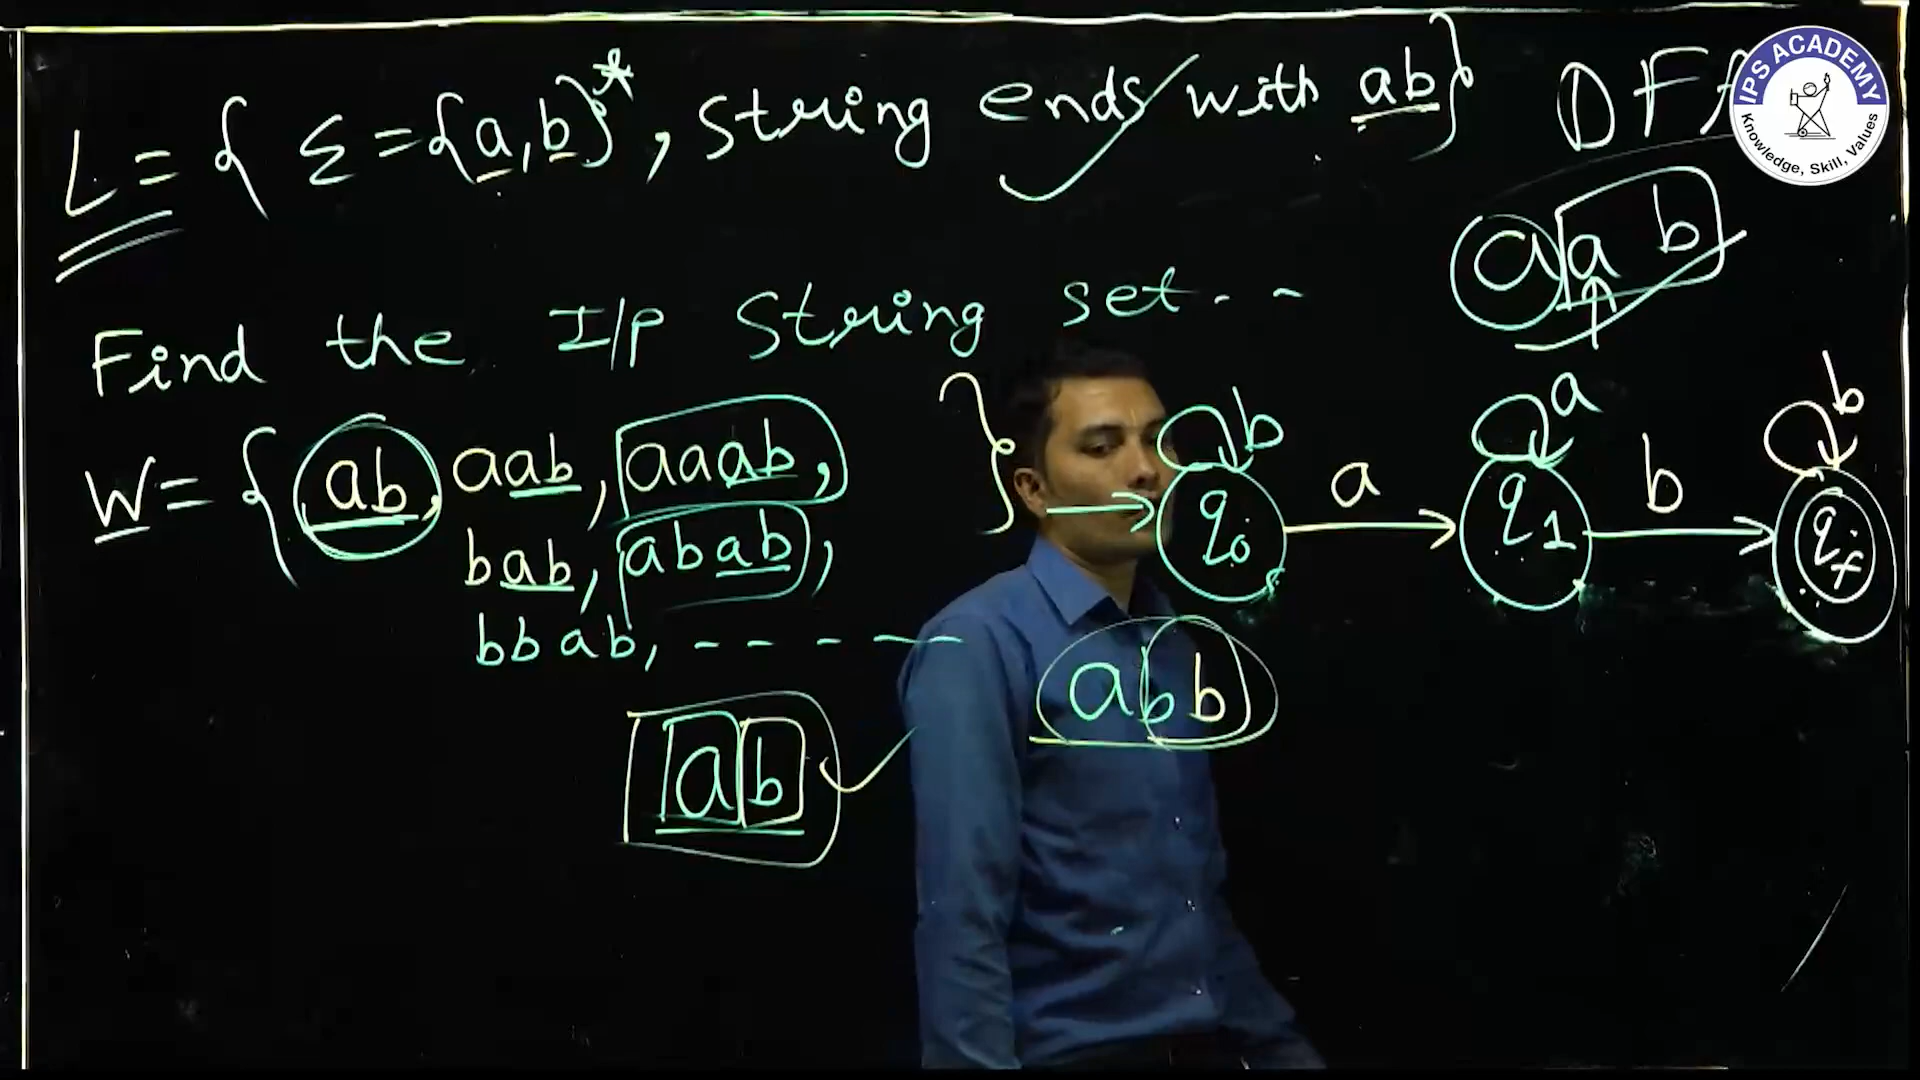 L = { Σ = {a,b}*, String ends with ab } DFA
IPS ACADEMY
Knowledge, Skill, Values
a a b
Find the I/P String set - -
W = { ab, aab, aaab, }
bab, abab,
bbab, - - - -
b a b
q0 a q1 b qf
abb
ab